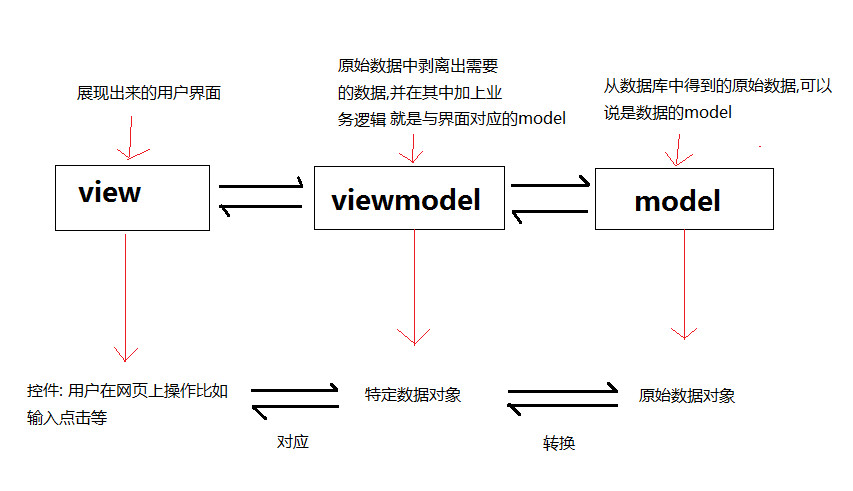 展现出来的用户界面
原始数据中剥离出需要
的数据,并在其中加上业
务逻辑 就是与界面对应的model
从数据库中得到的原始数据,可以
说是数据的model
view
viewmodel
model
控件: 用户在网页上操作比如
输入点击等
特定数据对象
原始数据对象
对应
转换